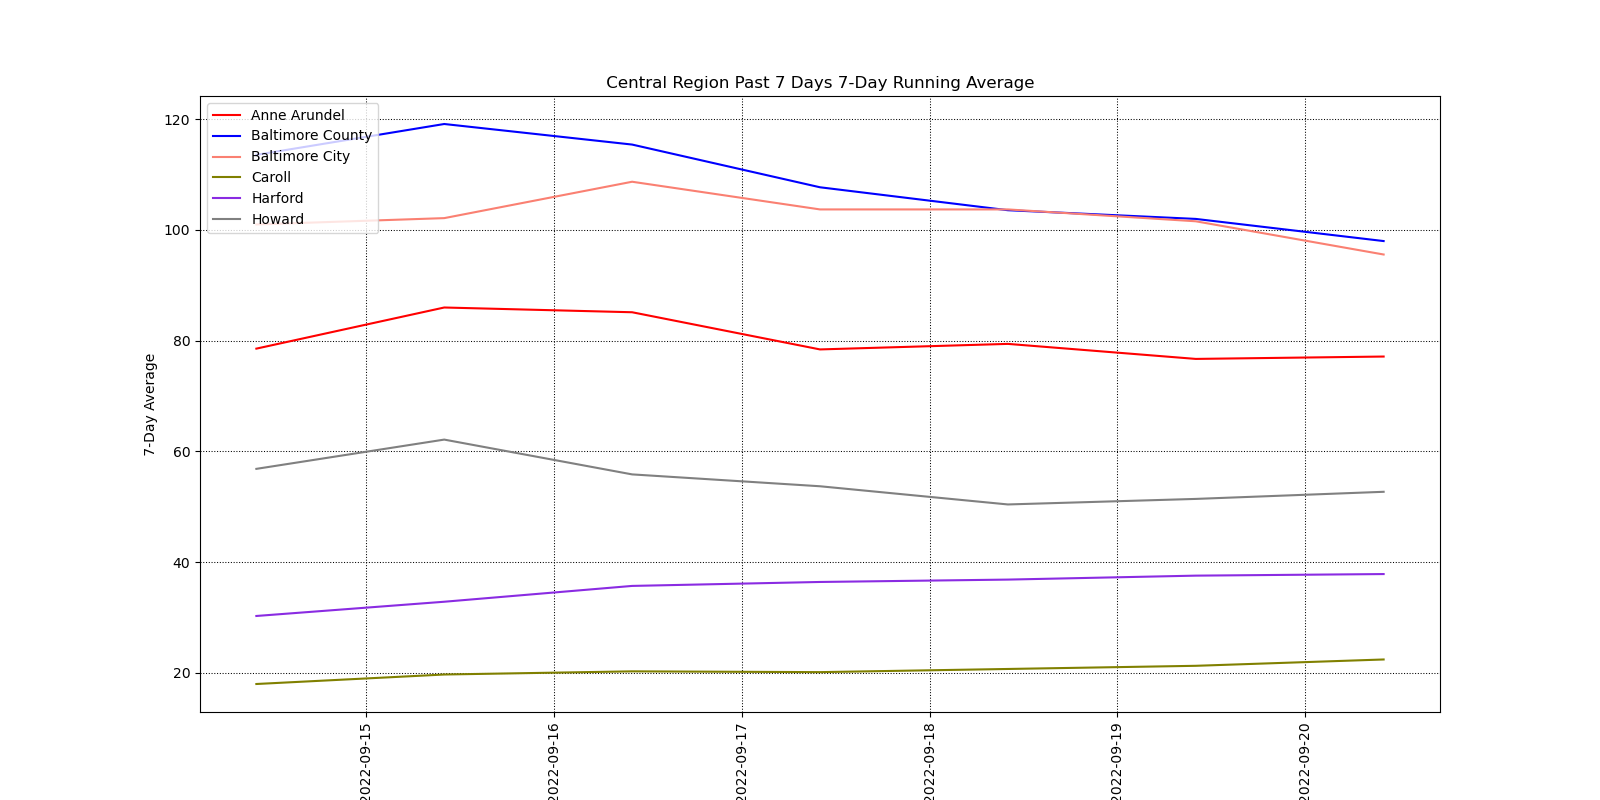 Central Region Past 7 Days 7-Day Running Average
Anne Arundel
Baltimore County
Baltimore City
Caroll
Harford
Howard
7-Day Average
120
100
80
60
40
20
2022-09-15
2022-09-16
2022-09-17
2022-09-18
2022-09-19
2022-09-20